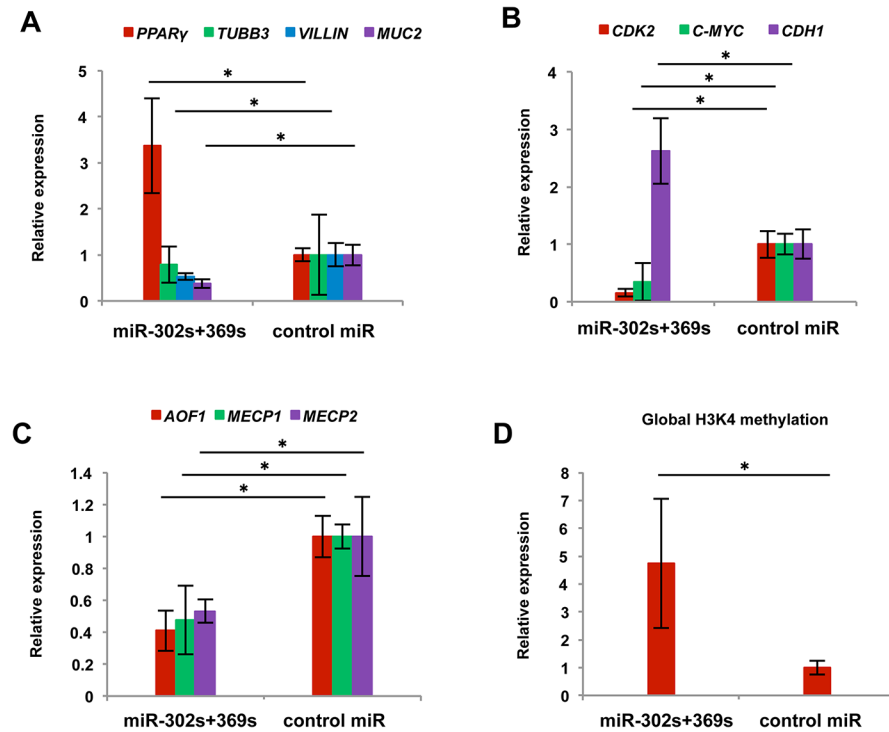 A
PPARγ TUBB3 VILLIN MUC2
Relative expression
5
4
3
2
1
0
*
*
*
miR-302s+369s control miR
B
CDK2 C-MYC CDH1
Relative expression
4
3
2
1
0
*
*
*
miR-302s+369s control miR
C
AOF1 MECP1 MECP2
Relative expression
1.4
1.2
1
0.8
0.6
0.4
0.2
0
*
*
*
miR-302s+369s control miR
D
Global H3K4 methylation
Relative expression
8
7
6
5
4
3
2
1
0
*
miR-302s+369s control miR